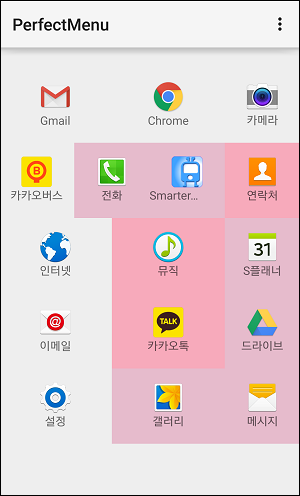 PerfectMenu
Gmail Chrome 카메라
B
카카오버스 전화 Smarter... 연락처
31
인터넷 뮤직 S플래너
@ TALK
이메일 카카오톡 드라이브
설정 갤러리 메시지